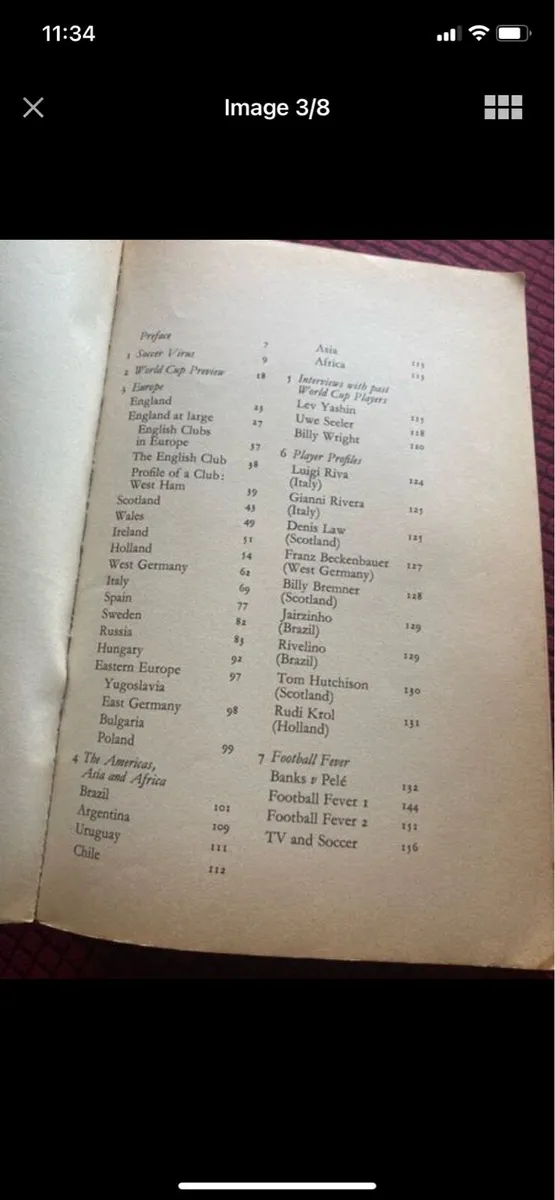 11:34
Image 3/8
Preface 7
1 Soccer Virus 9
2 World Cup Preview 18
3 Europe
England 23
England at large 27
English Clubs
in Europe 37
The English Club 38
Profile of a Club:
West Ham 39
Scotland 43
Wales 49
Ireland 51
Holland 54
West Germany 62
Italy 69
Spain 77
Sweden 82
Russia 83
Hungary 92
Eastern Europe 97
Yugoslavia
East Germany 98
Bulgaria
Poland 99
4 The Americas,
Asia and Africa
Brazil 101
Argentina 109
Uruguay 111
Chile 112
Asia 113
Africa 113
5 Interviews with past
World Cup Players
Lev Yashin 115
Uwe Seeler 118
Billy Wright 120
6 Player Profiles
Luigi Riva 124
(Italy)
Gianni Rivera 125
(Italy)
Denis Law 125
(Scotland)
Franz Beckenbauer 127
(West Germany)
Billy Bremner 128
(Scotland)
Jairzinho 129
(Brazil)
Rivelino 129
(Brazil)
Tom Hutchison 130
(Scotland)
Rudi Krol 131
(Holland)
7 Football Fever
Banks v Pelé 132
Football Fever 1 144
Football Fever 2 151
TV and Soccer 156